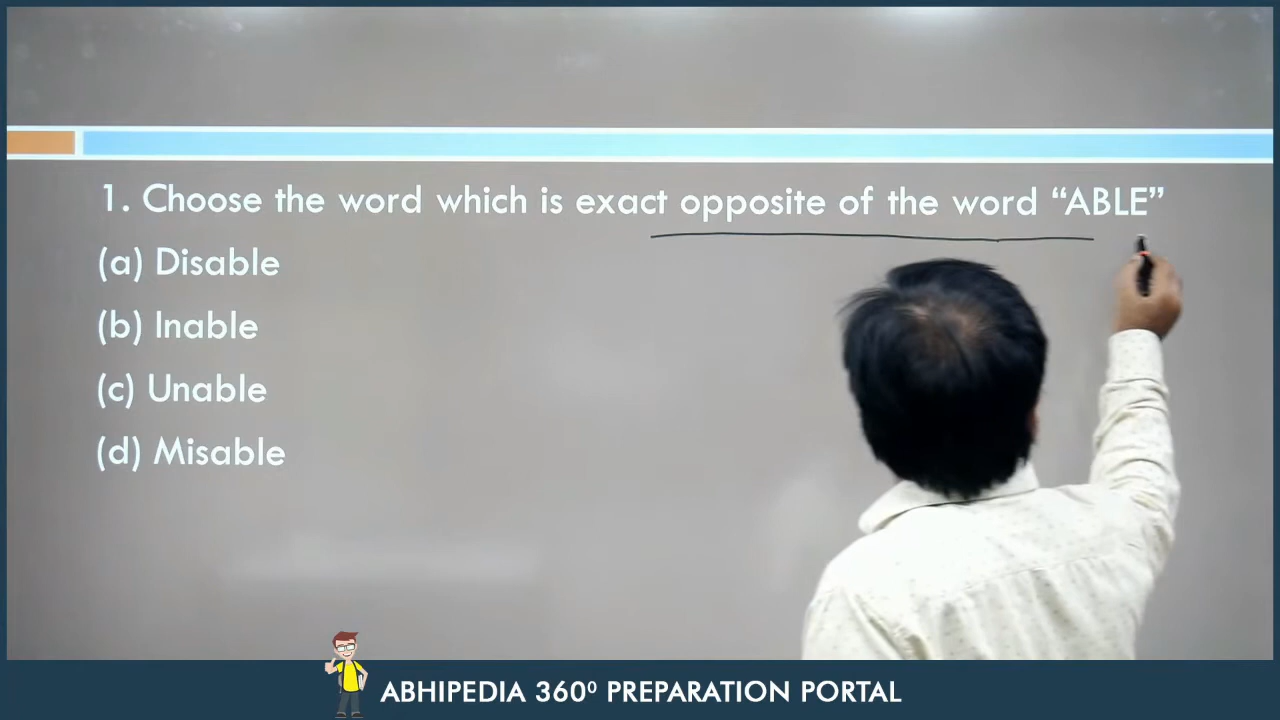 1. Choose the word which is exact opposite of the word “ABLE”
(a) Disable
(b) Inable
(c) Unable
(d) Misable
ABHIPEDIA 360⁰ PREPARATION PORTAL